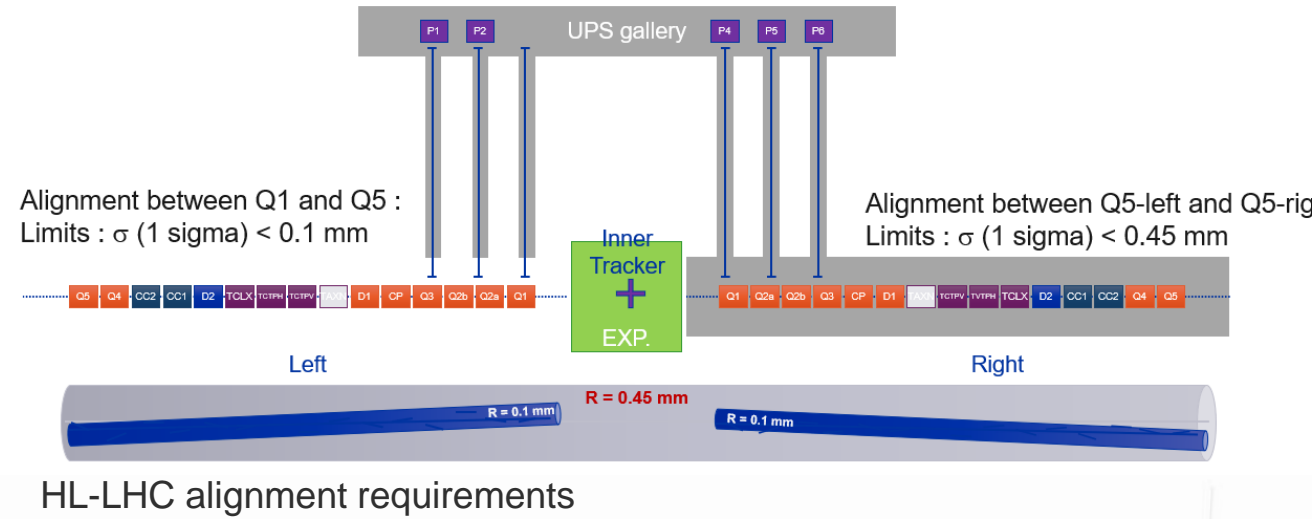 P1 P2 UPS gallery P4 P5 P6
Alignment between Q1 and Q5 :
Limits : σ (1 sigma) < 0.1 mm
Alignment between Q5-left and Q5-rig
Limits : σ (1 sigma) < 0.45 mm
Inner
Tracker
EXP.
Q5 Q4 CC2 CC1 D2 TCLX TCTPH TCTPV TAXN D1 CP Q3 Q2b Q2a Q1
Q1 Q2a Q2b Q3 CP D1 TAXN TCTPV TVTPH TCLX D2 CC1 CC2 Q4 Q5
Left
Right
R = 0.45 mm
R = 0.1 mm
R = 0.1 mm
HL-LHC alignment requirements